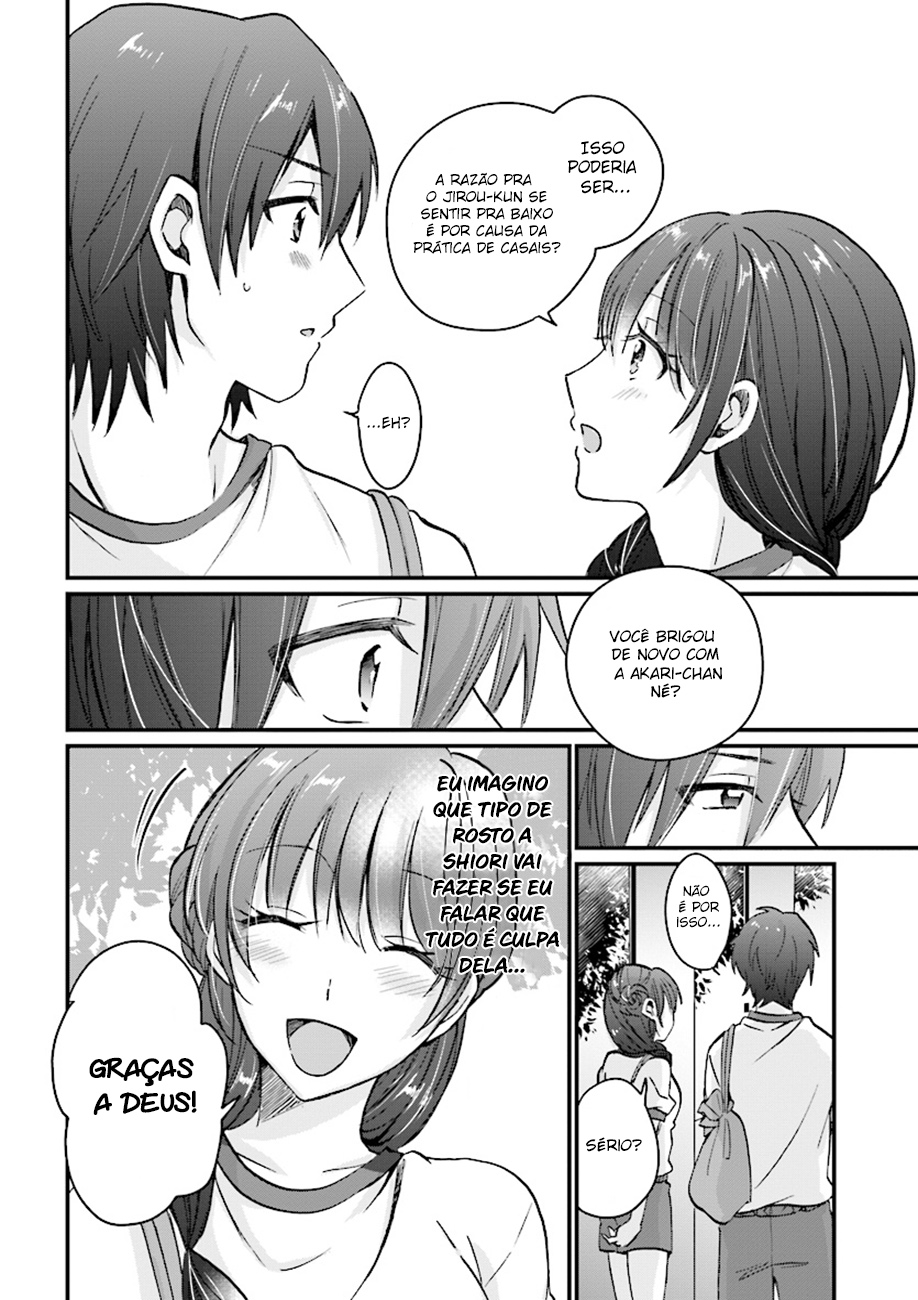 ISSO
PODERIA
SER...
A RAZÃO PRA
O JIROU-KUN SE
SENTIR PRA BAIXO
É POR CAUSA DA
PRÁTICA DE CASAIS?
...EH?
VOCÊ BRIGOU
DE NOVO COM
A AKARI-CHAN
NÉ?
NÃO
É POR
ISSO...
SÉRIO?
EU IMAGINO
QUE TIPO DE
ROSTO A
SHIORI VAI
FAZER SE EU
FALAR QUE
TUDO É CULPA
DELA...
GRAÇAS
A DEUS!